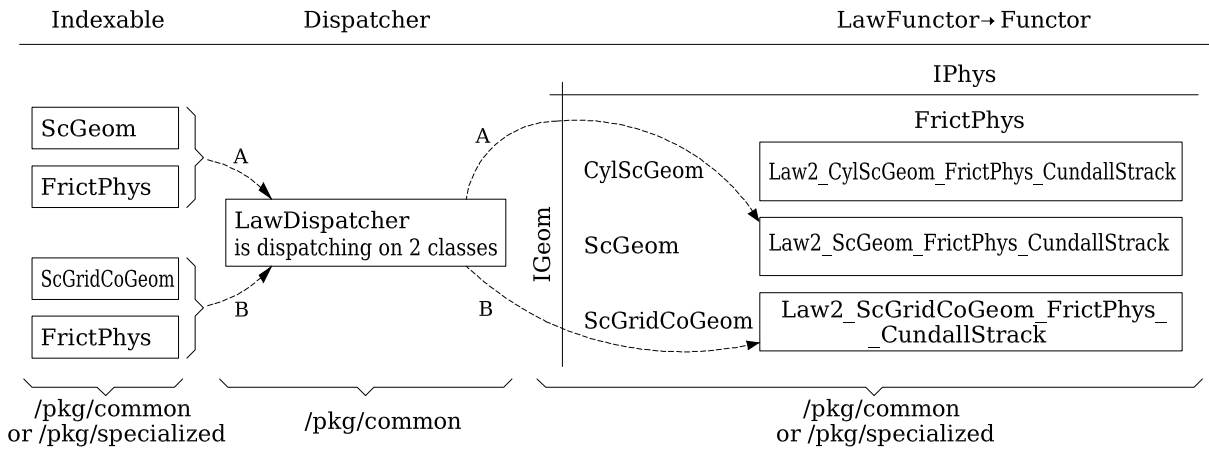 Indexable Dispatcher LawFunctor→ Functor
IPhys
FrictPhys
ScGeom
FrictPhys
A
ScGridCoGeom
FrictPhys
B
LawDispatcher
is dispatching on 2 classes
A
B
IGeom
CylScGeom
Law2_CylScGeom_FrictPhys_CundallStrack
ScGeom
Law2_ScGeom_FrictPhys_CundallStrack
ScGridCoGeom
Law2_ScGridCoGeom_FrictPhys_
_CundallStrack
/pkg/common
or /pkg/specialized
/pkg/common
/pkg/common
or /pkg/specialized